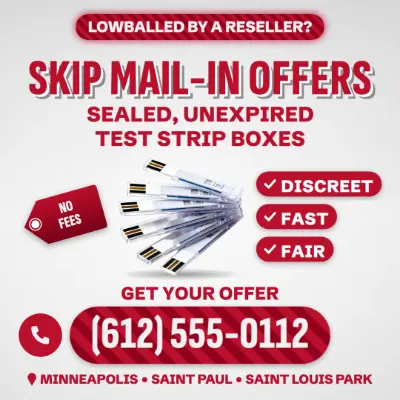 LOWBALLED BY A RESELLER?
SKIP MAIL-IN OFFERS
SEALED, UNEXPIRED
TEST STRIP BOXES
NO
FEES
DISCREET
FAST
FAIR
GET YOUR OFFER
(612) 555-0112
MINNEAPOLIS • SAINT PAUL • SAINT LOUIS PARK